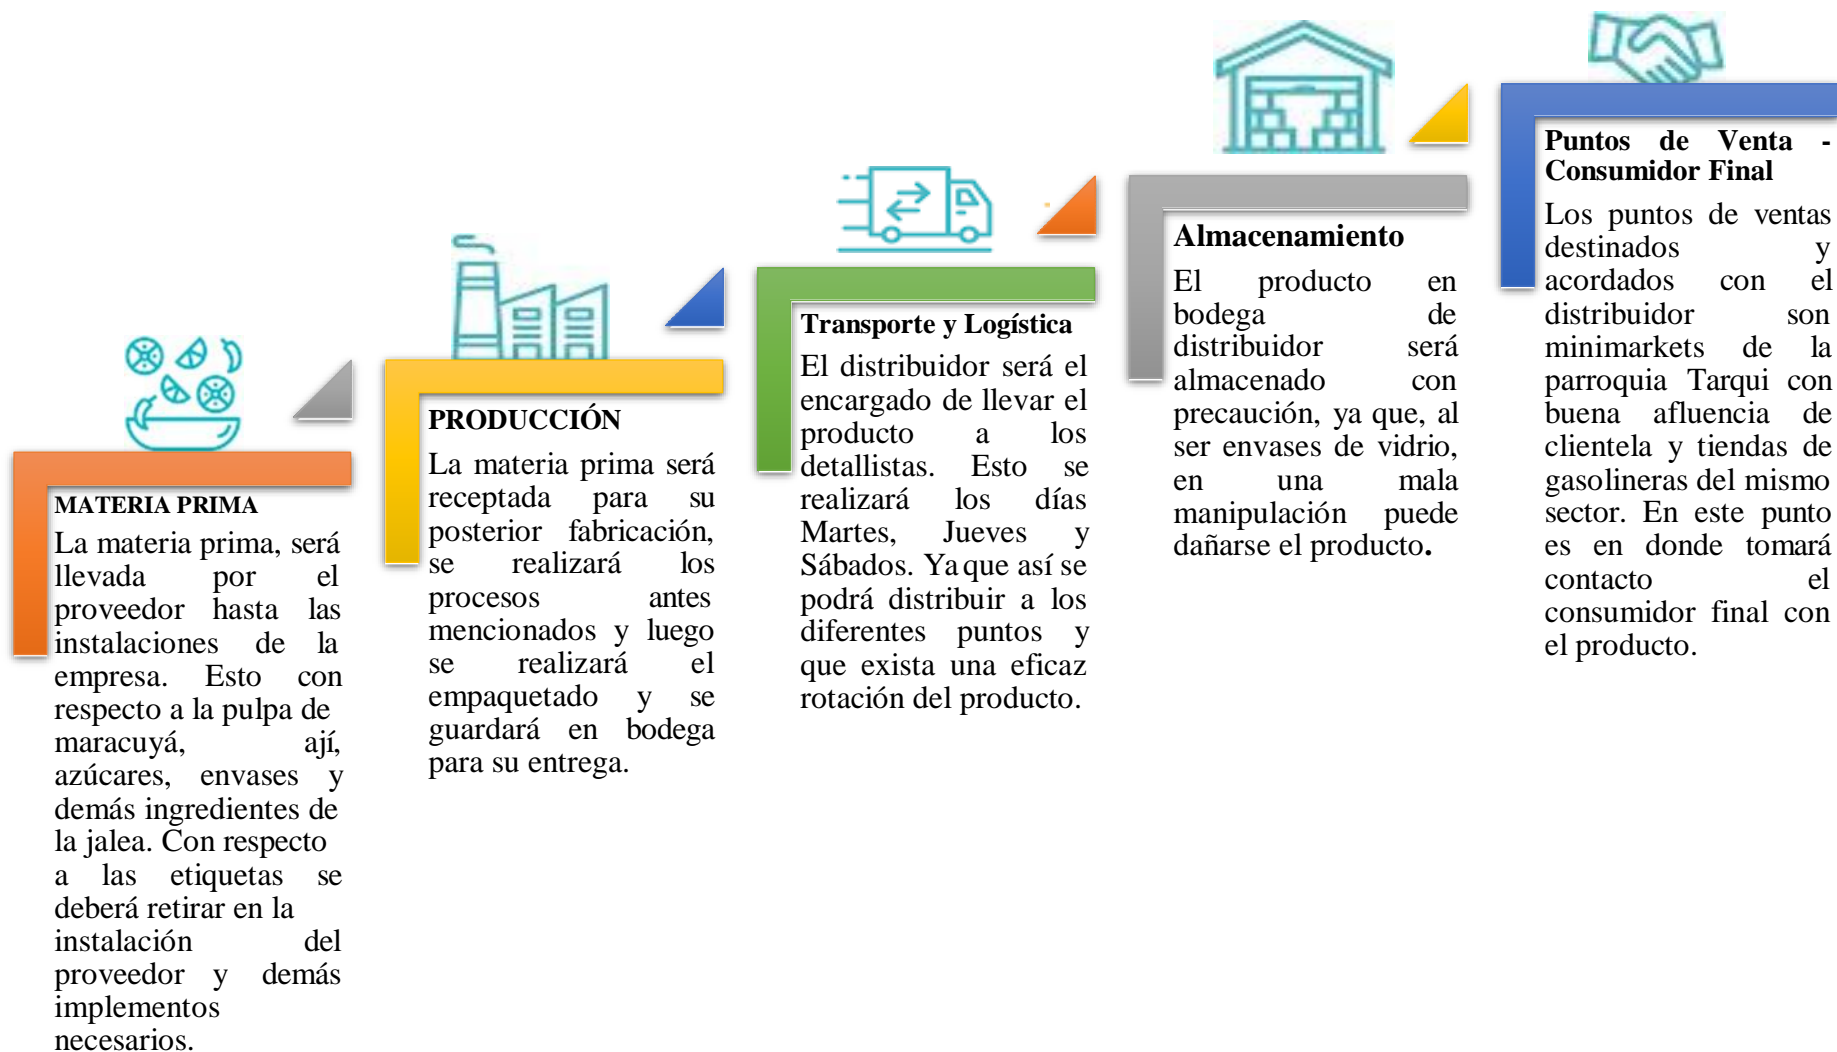 MATERIA PRIMA
La materia prima, será
llevada por el
proveedor hasta las
instalaciones de la
empresa. Esto con
respecto a la pulpa de
maracuyá, ají,
azúcares, envases y
demás ingredientes de
la jalea. Con respecto
a las etiquetas se
deberá retirar en la
instalación del
proveedor y demás
implementos
necesarios.
PRODUCCIÓN
La materia prima será
receptada para su
posterior fabricación,
se realizará los
procesos antes
mencionados y luego
se realizará el
empaquetado y se
guardará en bodega
para su entrega.
Transporte y Logística
El distribuidor será el
encargado de llevar el
producto a los
detallistas. Esto se
realizará los días
Martes, Jueves y
Sábados. Ya que así se
podrá distribuir a los
diferentes puntos y
que exista una eficaz
rotación del producto.
Almacenamiento
El producto en
bodega de
distribuidor será
almacenado con
precaución, ya que, al
ser envases de vidrio,
en una mala
manipulación puede
dañarse el producto.
Puntos de Venta -
Consumidor Final
Los puntos de ventas
destinados y
acordados con el
distribuidor son
minimarkets de la
parroquia Tarqui con
buena afluencia de
clientela y tiendas de
gasolineras del mismo
sector. En este punto
es en donde tomará
contacto el
consumidor final con
el producto.